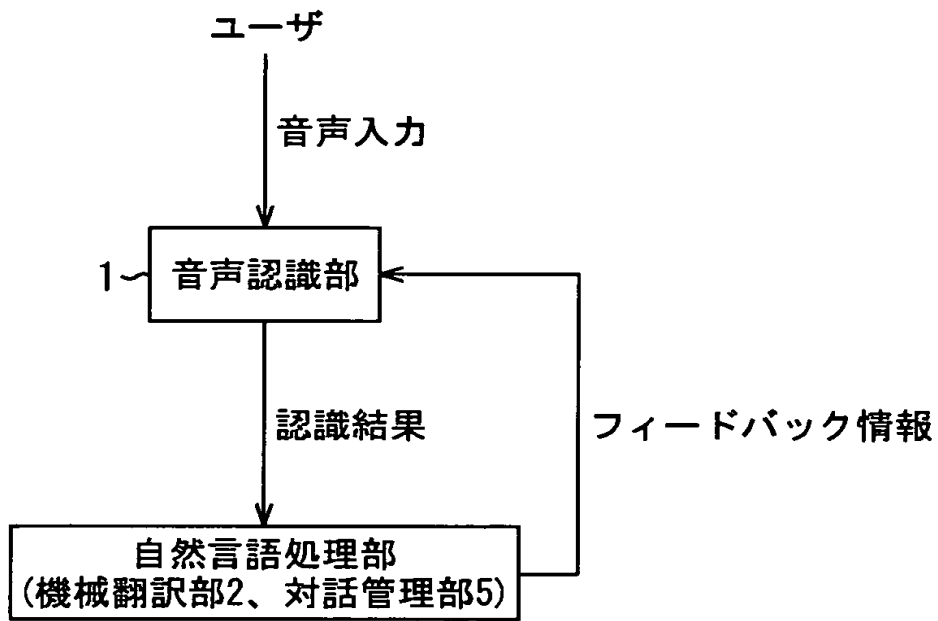 ユーザ
音声入力
1～音声認識部
認識結果
フィードバック情報
自然言語処理部
(機械翻訳部2、対話管理部5)